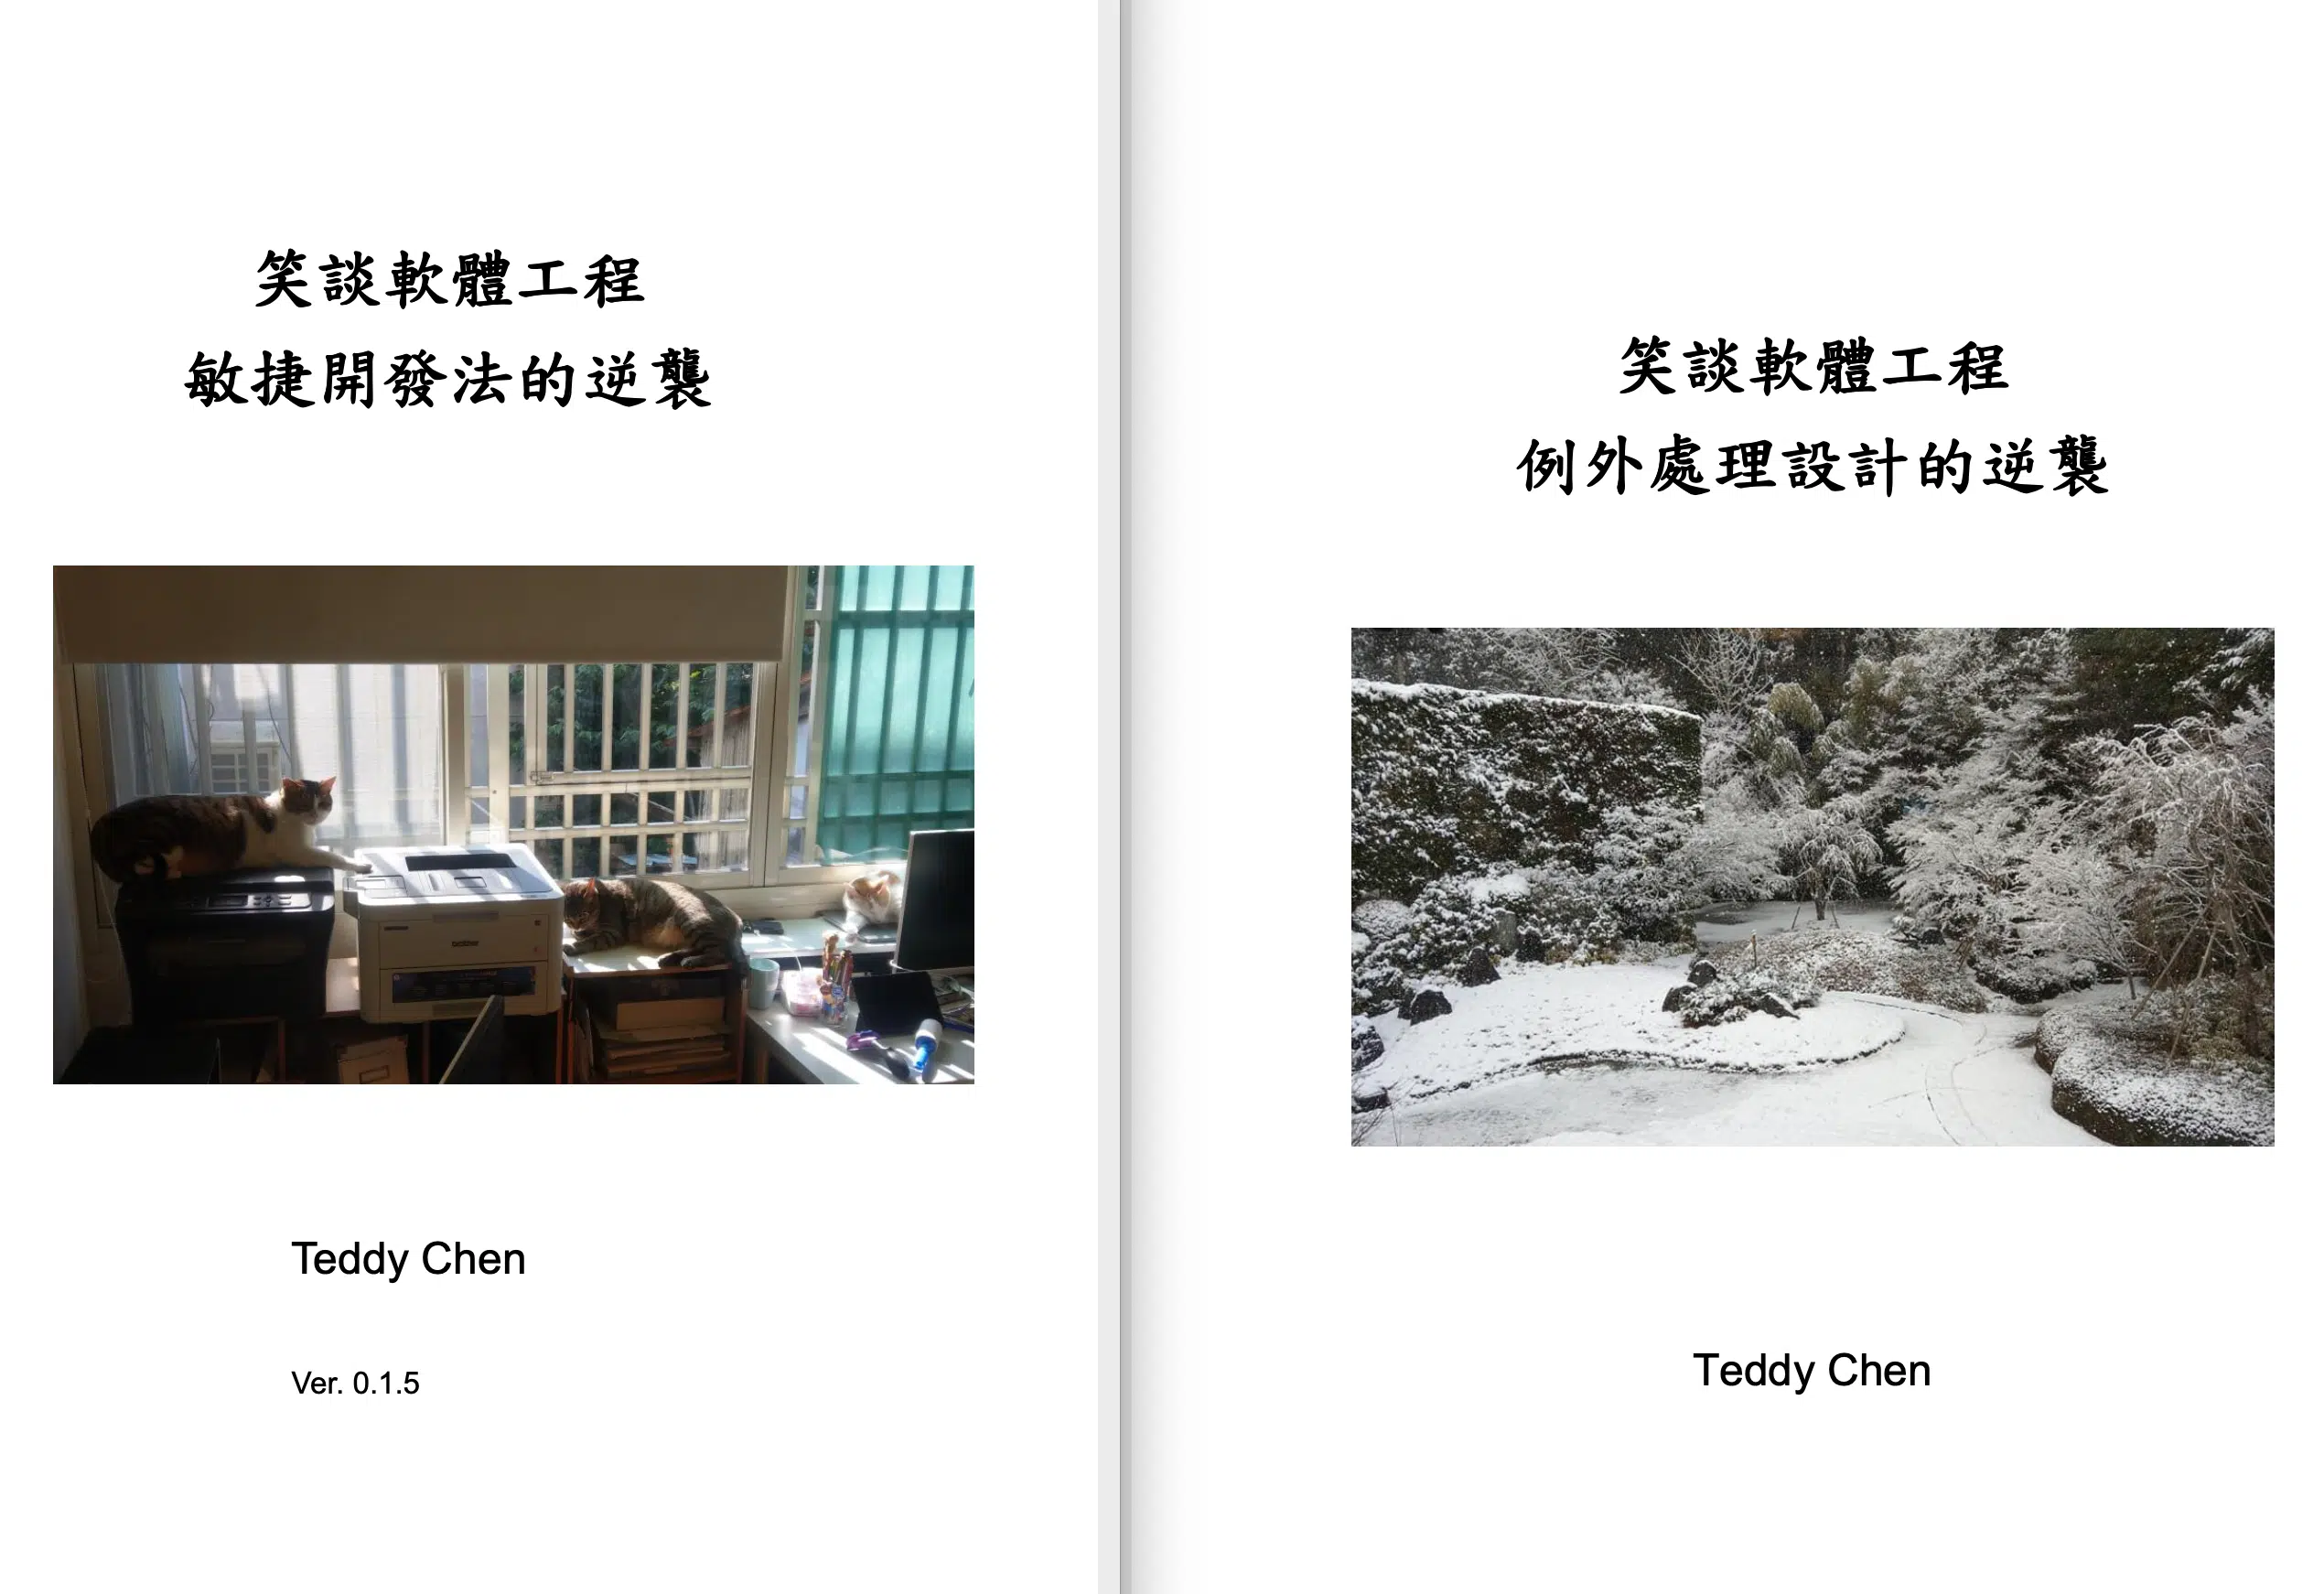 笑談軟體工程
敏捷開發法的逆襲
brother
Teddy Chen
Ver. 0.1.5
笑談軟體工程
例外處理設計的逆襲
Teddy Chen